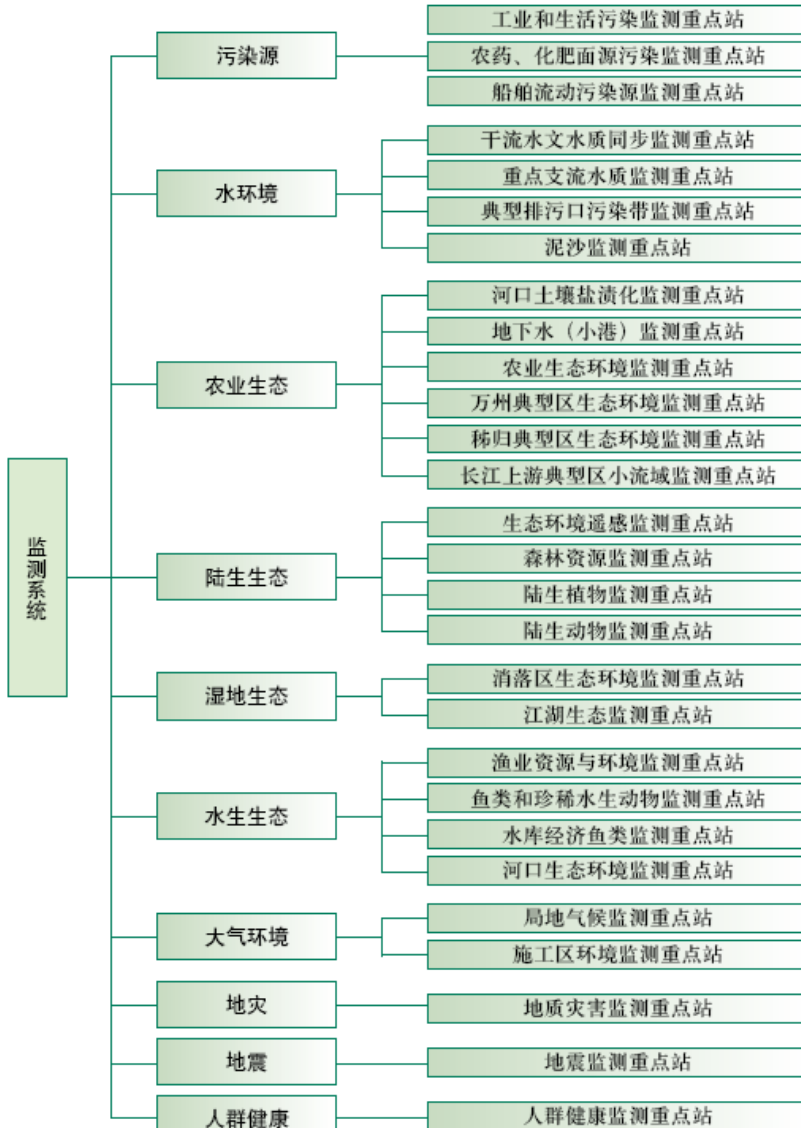 监测系统
污染源
工业和生活污染监测重点站
农药、化肥面源污染监测重点站
船舶流动污染源监测重点站
水环境
干流水文水质同步监测重点站
重点支流水质监测重点站
典型排污口污染带监测重点站
泥沙监测重点站
农业生态
河口土壤盐渍化监测重点站
地下水（小港）监测重点站
农业生态环境监测重点站
万州典型区生态环境监测重点站
秭归典型区生态环境监测重点站
长江上游典型区小流域监测重点站
陆生生态
生态环境遥感监测重点站
森林资源监测重点站
陆生植物监测重点站
陆生动物监测重点站
湿地生态
消落区生态环境监测重点站
江湖生态监测重点站
水生生态
渔业资源与环境监测重点站
鱼类和珍稀水生动物监测重点站
水库经济鱼类监测重点站
河口生态环境监测重点站
大气环境
局地气候监测重点站
施工区环境监测重点站
地灾
地质灾害监测重点站
地震
地震监测重点站
人群健康
人群健康监测重点站